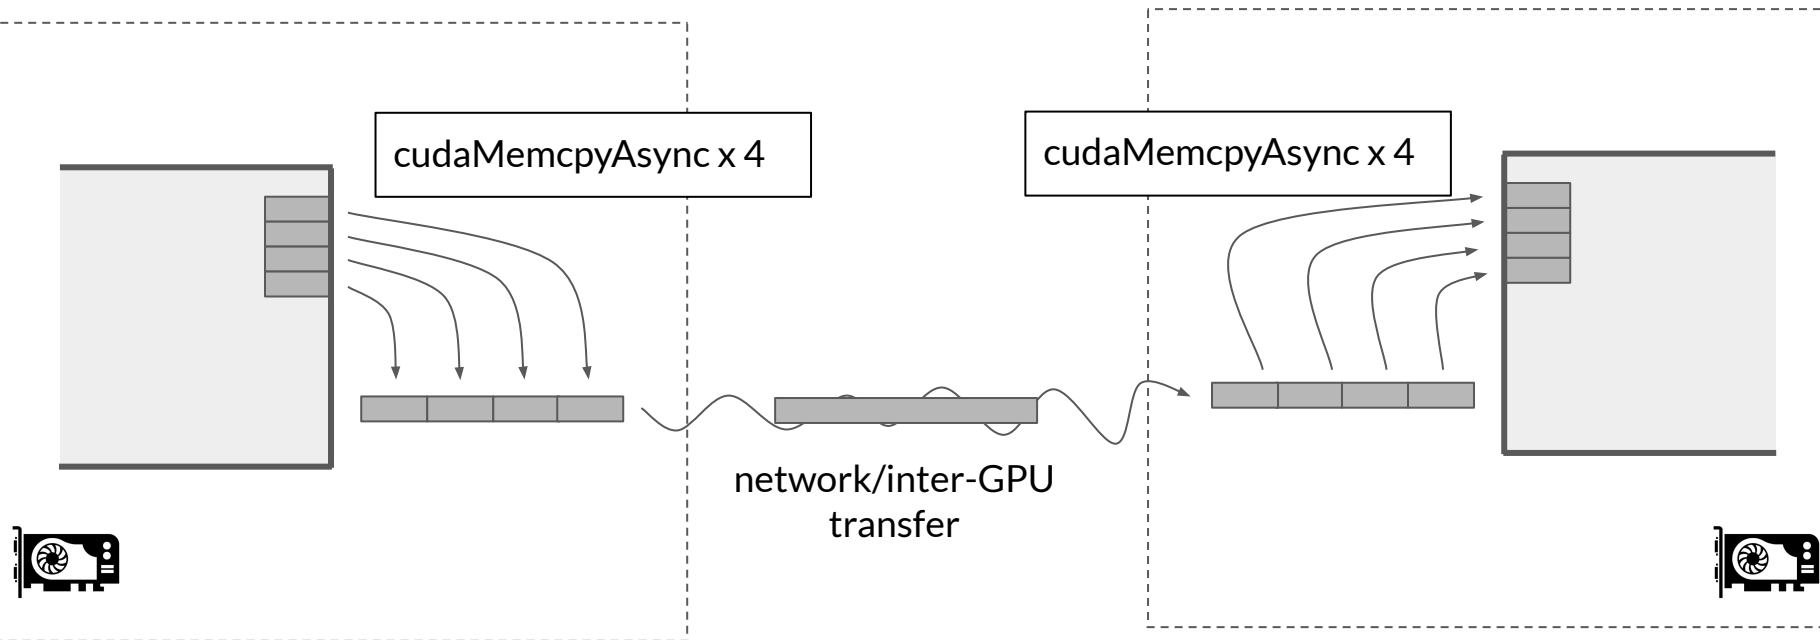 cudaMemcpyAsync x 4
cudaMemcpyAsync x 4
network/inter-GPU
transfer